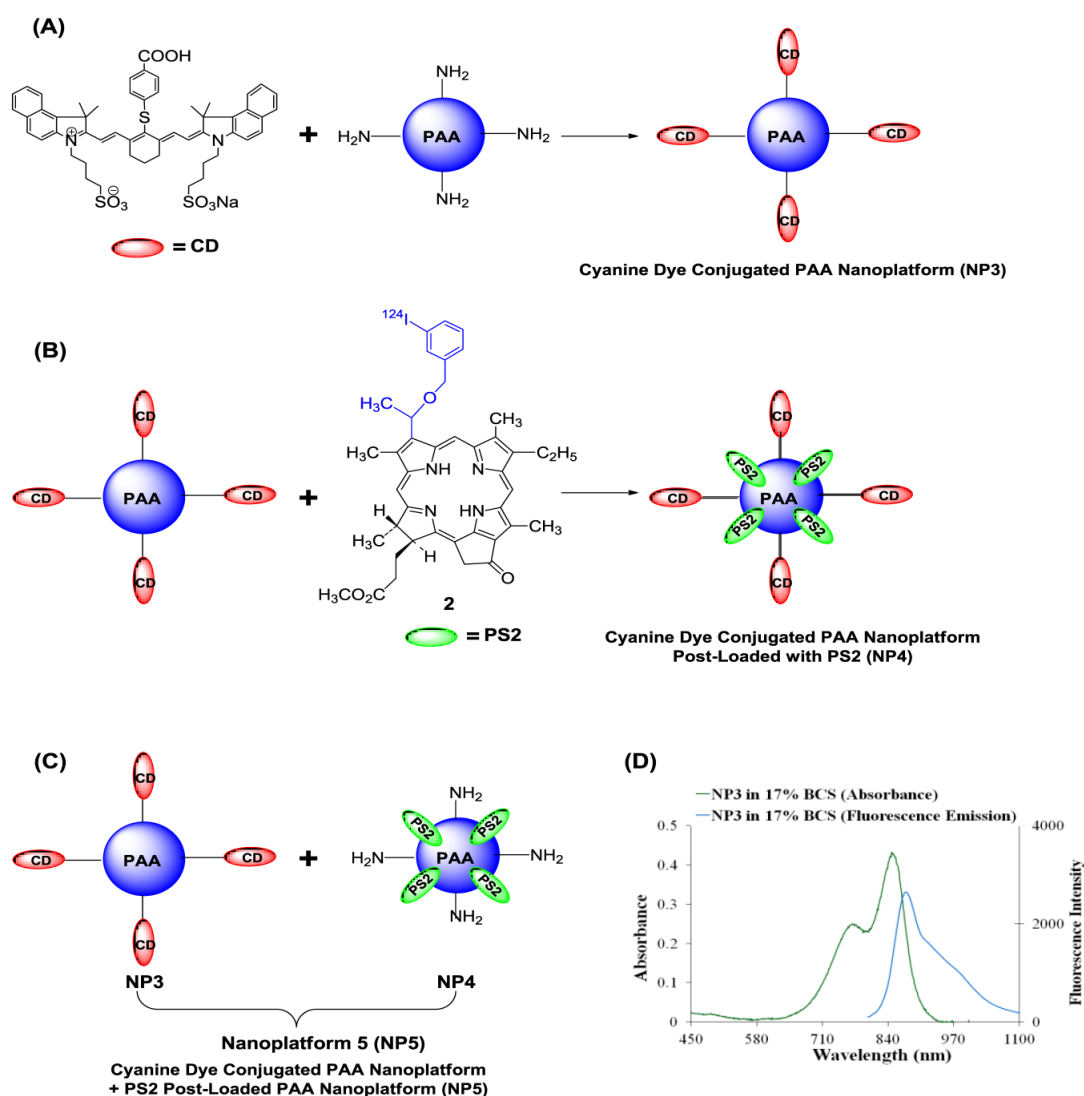 (A)
COOH
S
N
⊕
N
SO3
⊖
SO3Na
= CD
+
NH2
H2N
PAA
NH2
NH2
CD
CD
PAA
CD
CD
Cyanine Dye Conjugated PAA Nanoplatform (NP3)
(B)
CD
CD
PAA
CD
CD
+
124I
H3C
O
CH3
H3C
C2H5
NH
N
N
HN
H
H3C
H
CH3
O
H3CO2C
2
= PS2
CD
PS2
PS2
CD
PAA
CD
PS2
PS2
CD
Cyanine Dye Conjugated PAA Nanoplatform
Post-Loaded with PS2 (NP4)
(C)
CD
CD
PAA
CD
CD
NP3
+
NH2
PS2
PS2
H2N
PAA
NH2
PS2
PS2
NH2
NP4
Nanoplatform 5 (NP5)
Cyanine Dye Conjugated PAA Nanoplatform
+ PS2 Post-Loaded PAA Nanoplatform (NP5)
(D)
NP3 in 17% BCS (Absorbance)
NP3 in 17% BCS (Fluorescence Emission)
0.5
0.4
0.3
0.2
0.1
0
Absorbance
4000
2000
0
Fluorescence Intensity
450 580 710 840 970 1100
Wavelength (nm)